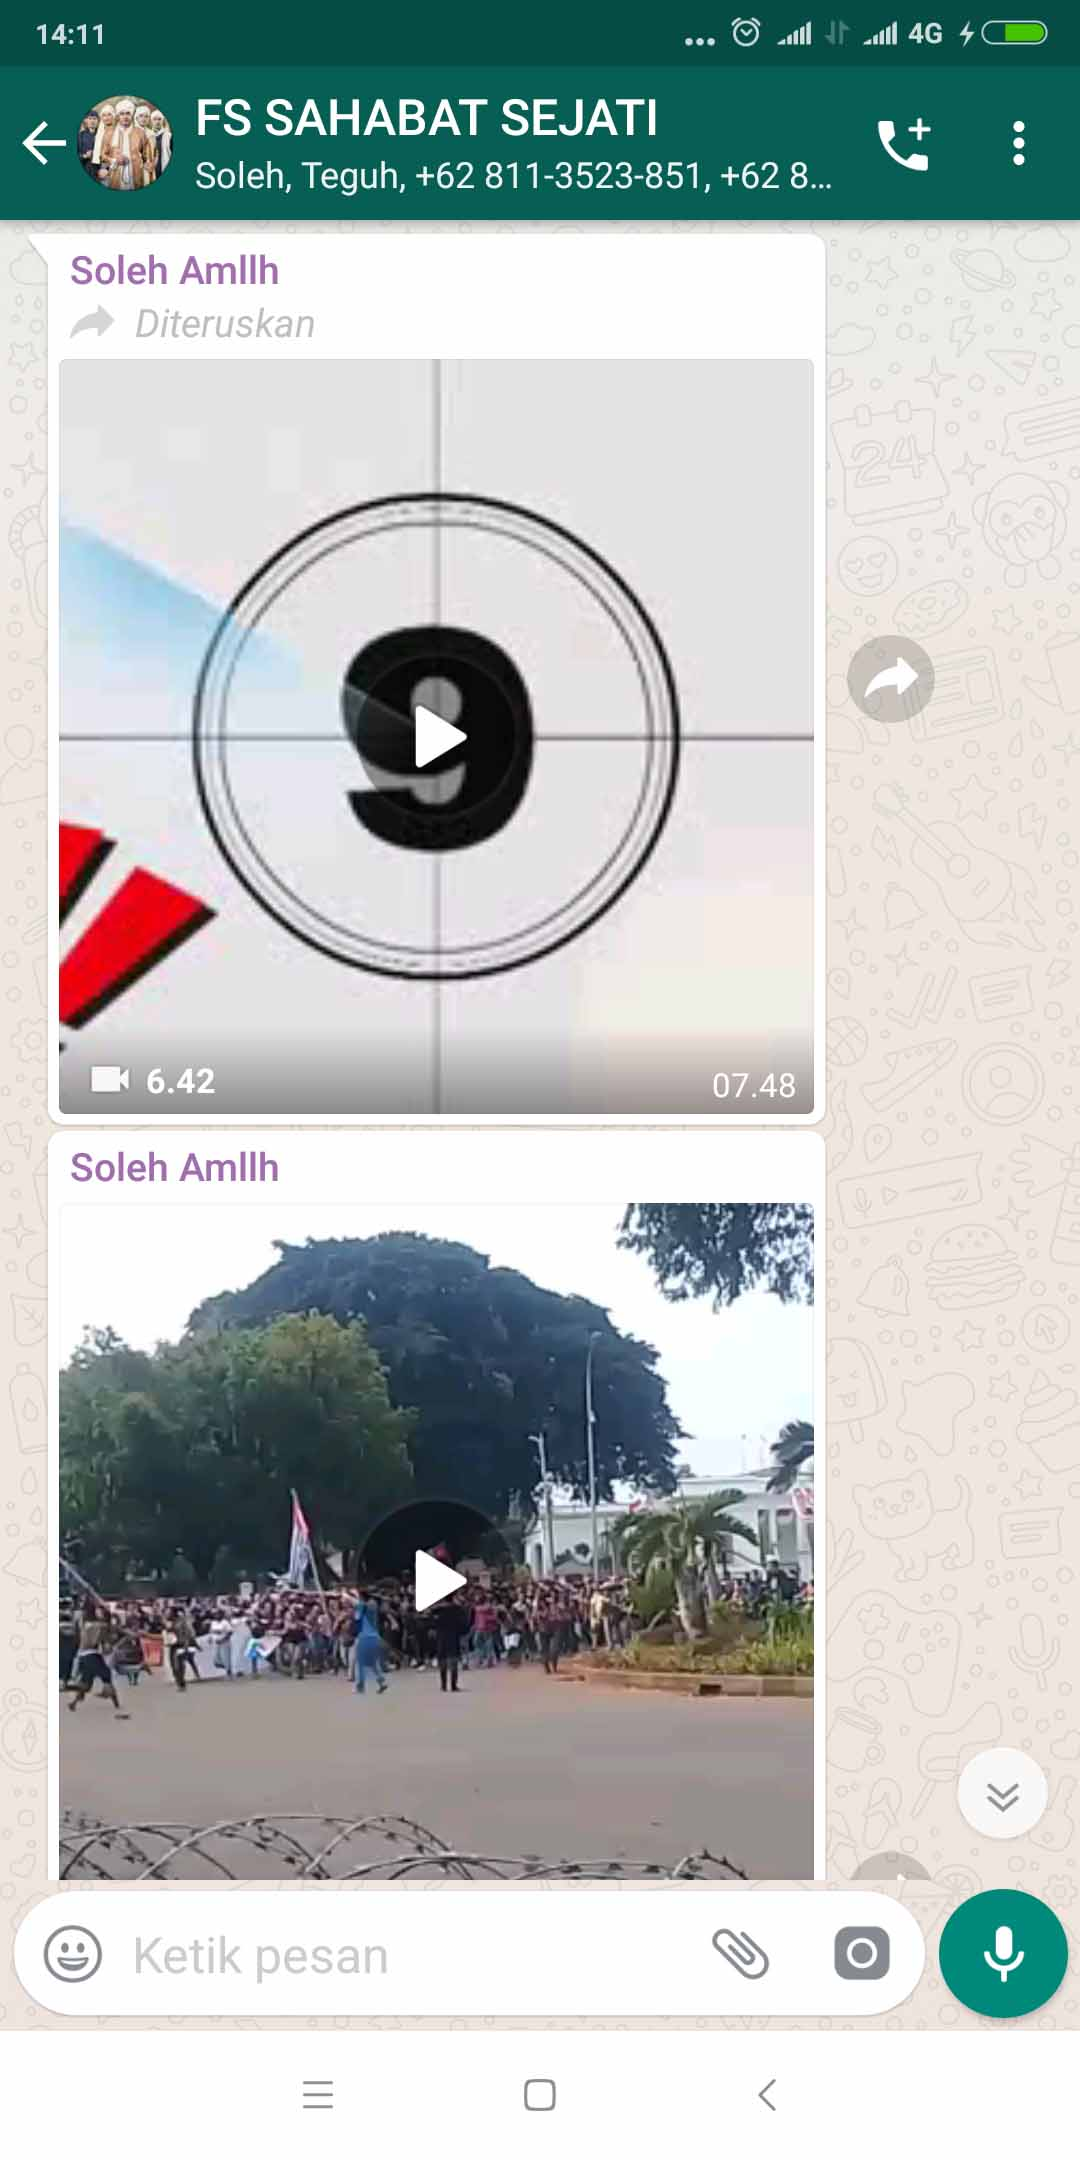 14:11
4G
FS SAHABAT SEJATI
Soleh, Teguh, +62 811-3523-851, +62 8...
Soleh Amllh
Diteruskan
9
6.42
07.48
Soleh Amllh
Ketik pesan